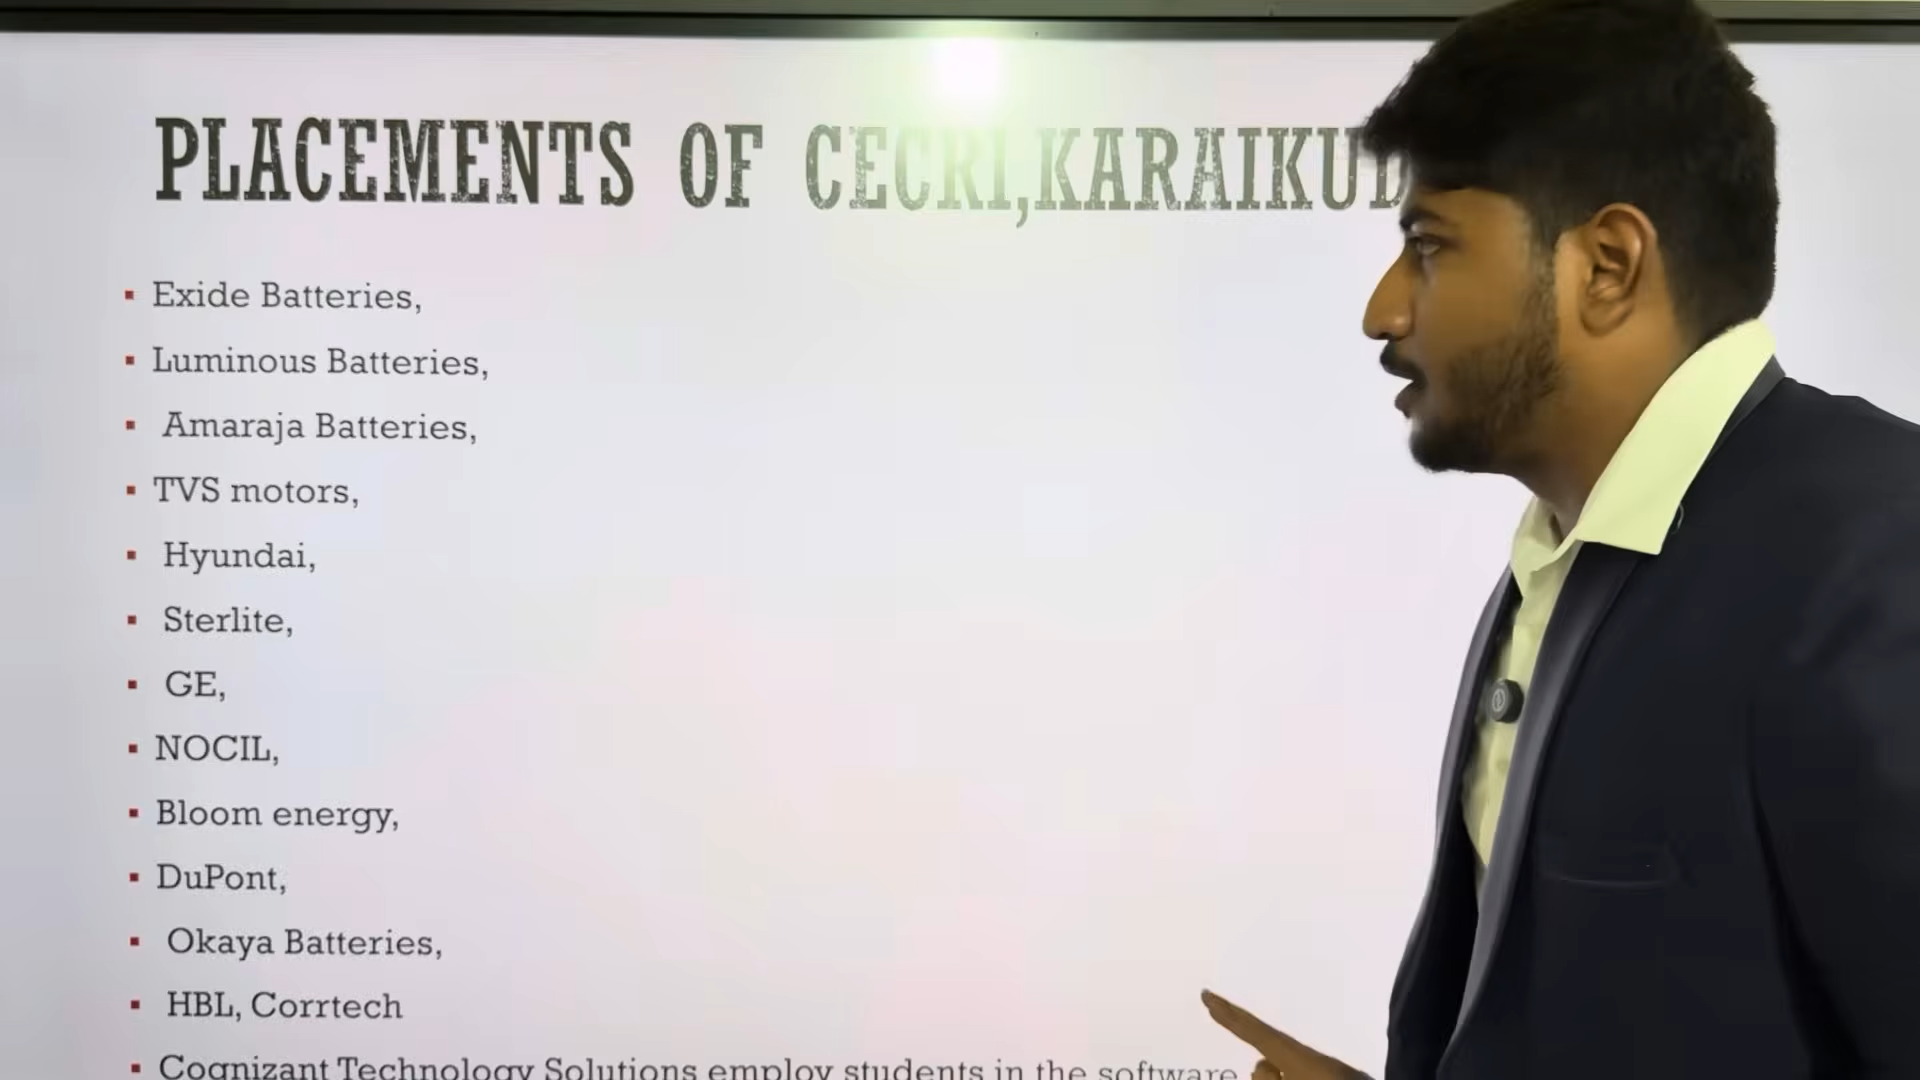 PLACEMENTS OF CECRI,KARAIKUD
Exide Batteries,
Luminous Batteries,
Amaraja Batteries,
TVS motors,
Hyundai,
Sterlite,
GE,
NOCIL,
Bloom energy,
DuPont,
Okaya Batteries,
HBL, Corrtech
Cognizant Technology Solutions employ students in the software